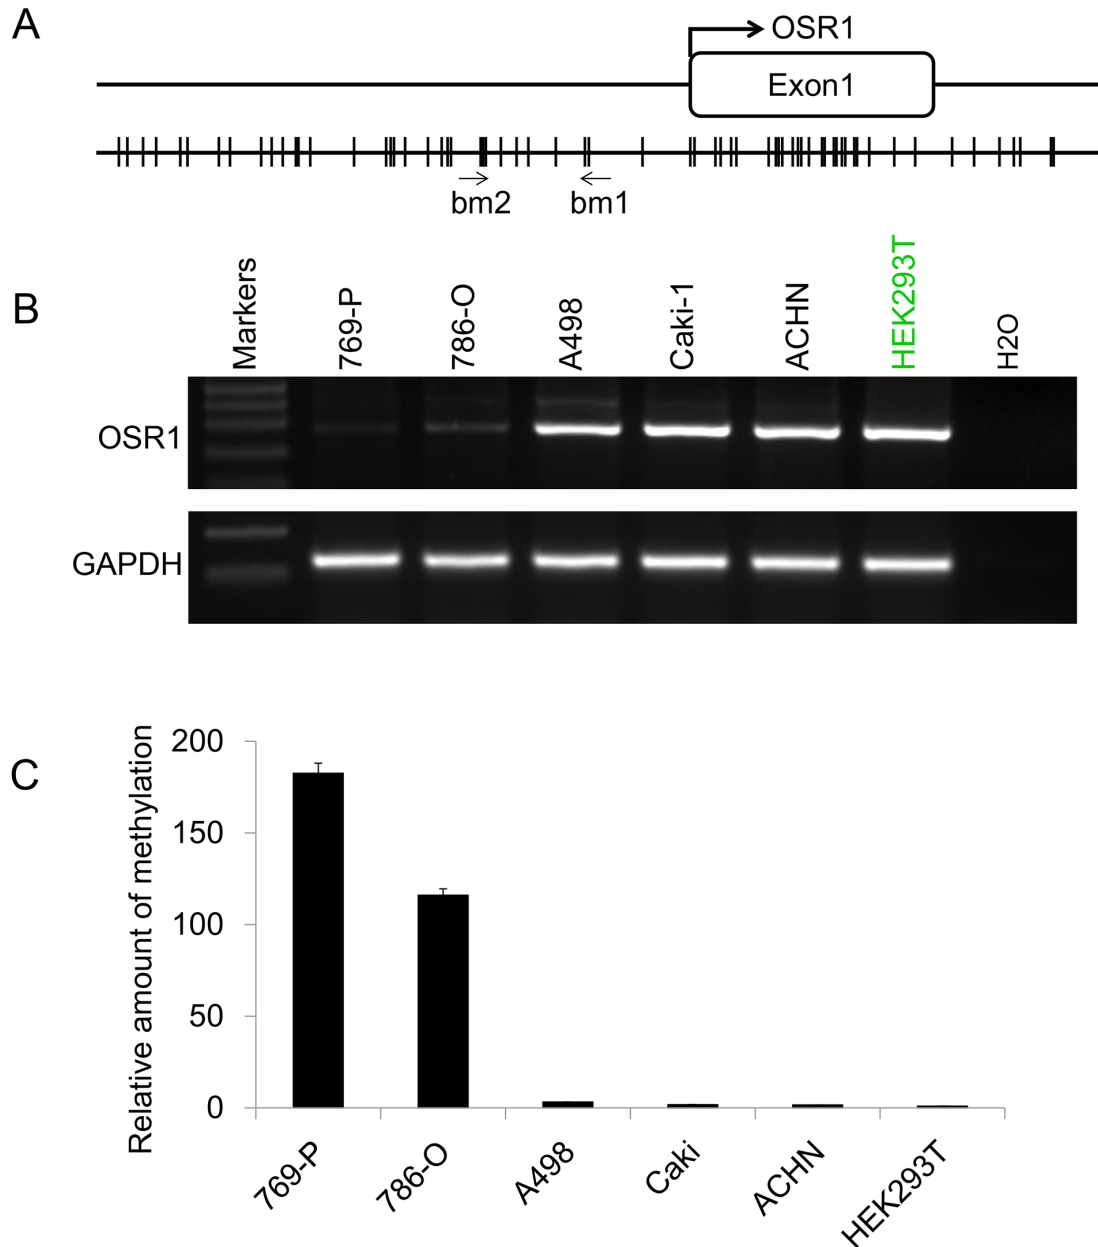 A
OSR1
Exon1
bm2 bm1
B
Markers 769-P 786-O A498 Caki-1 ACHN HEK293T H2O
OSR1
GAPDH
C
Relative amount of methylation
200
150
100
50
0
769-P 786-O A498 Caki ACHN HEK293T